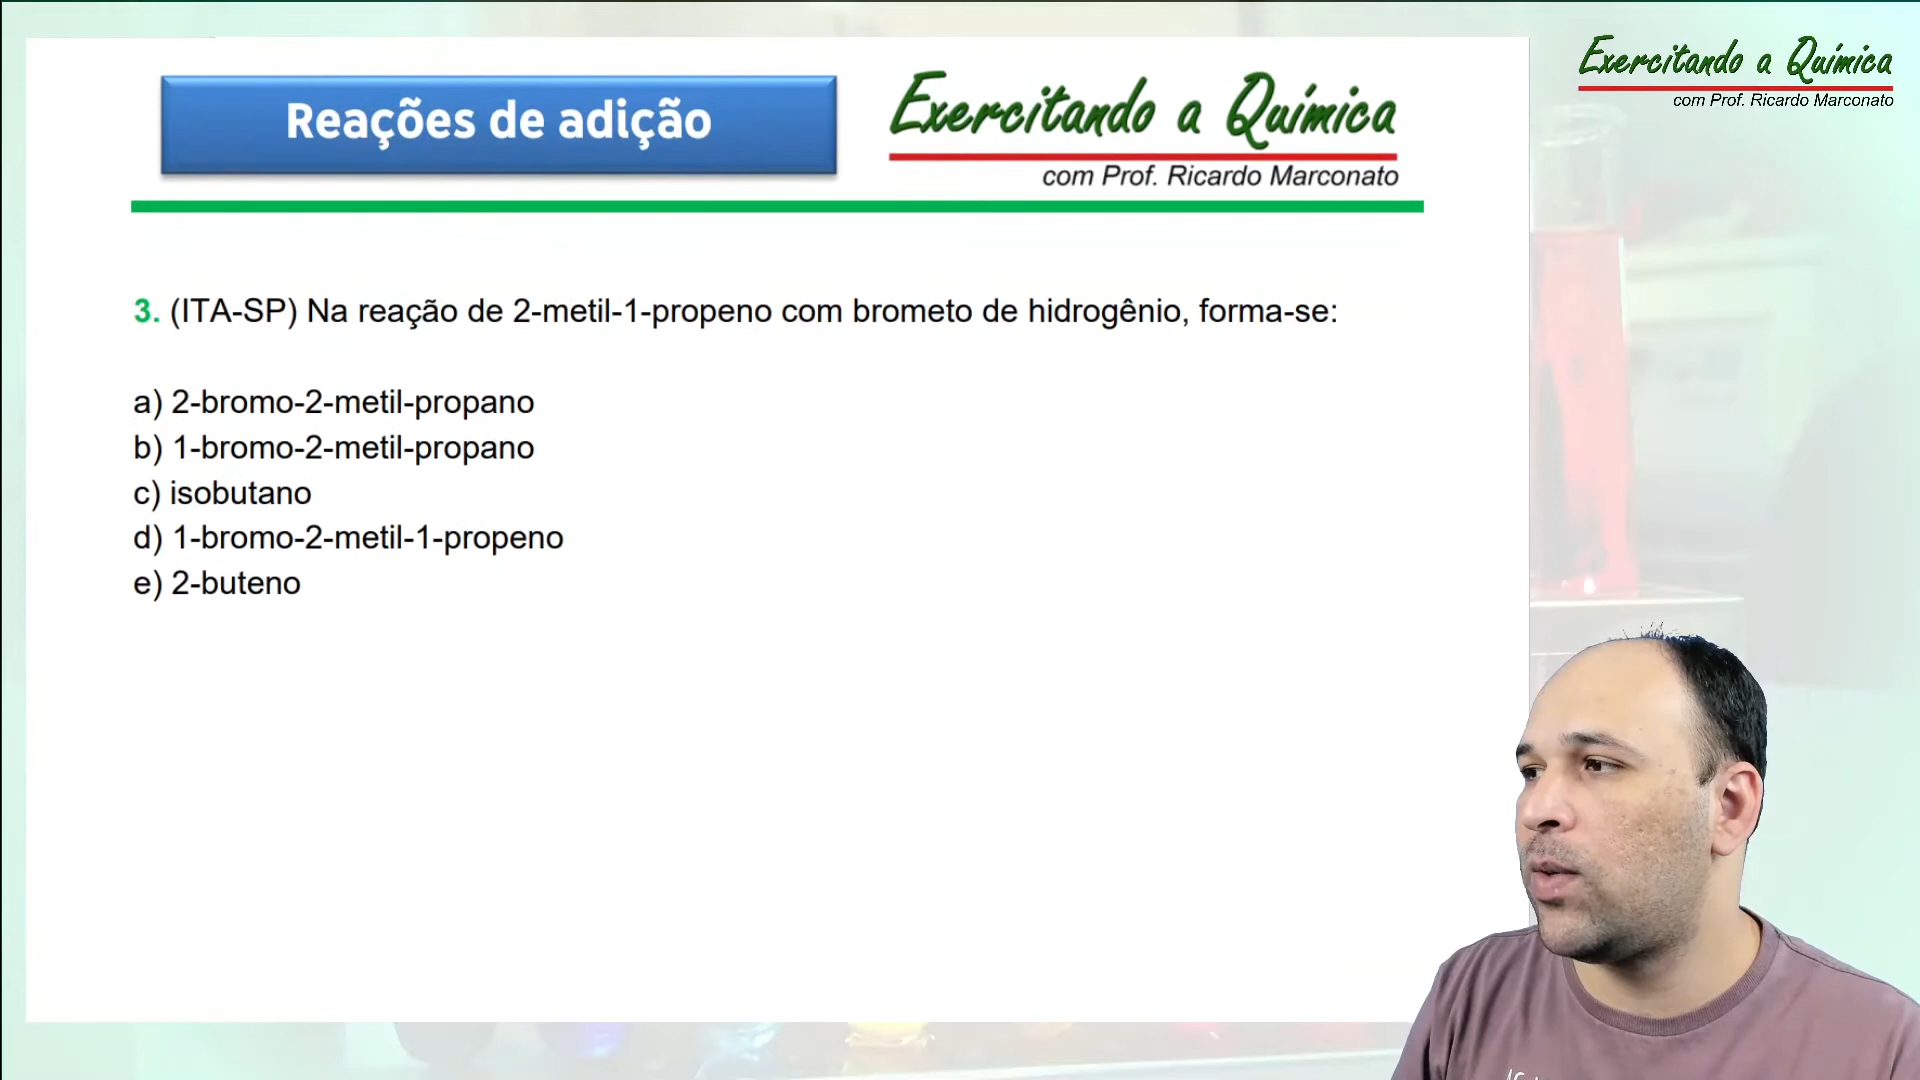 Exercitando a Química
com Prof. Ricardo Marconato
Reações de adição
Exercitando a Química
com Prof. Ricardo Marconato
3. (ITA-SP) Na reação de 2-metil-1-propeno com brometo de hidrogênio, forma-se:
a) 2-bromo-2-metil-propano
b) 1-bromo-2-metil-propano
c) isobutano
d) 1-bromo-2-metil-1-propeno
e) 2-buteno